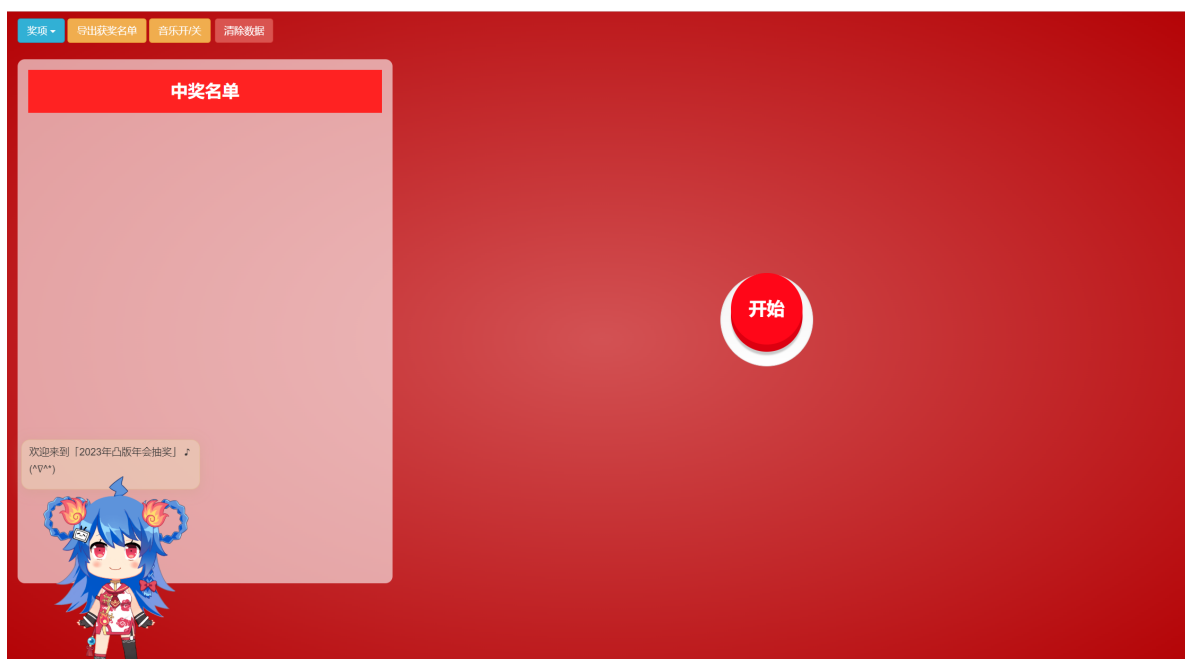 奖项
导出获奖名单
音乐开/关
清除数据
中奖名单
开始
欢迎来到「2023年凸版年会抽奖」♪
(^∇^*)